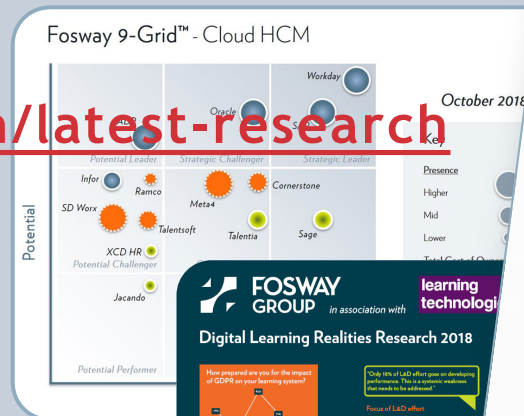 Fosway 9-Grid™ - Cloud HCM
Workday
October 2018
Oracle
SAP
ADP
n/latest-research
Key
Potential Leader
Strategic Challenger
Strategic Leader
Presence
Infor
Ramco
Meta4
Cornerstone
Higher
SD Worx
Talentsoft
Talentia
Sage
Mid
XCD HR
Lower
Potential Challenger
Potential
Jacando
FOSWAY
GROUP
in association with
learning
technologi
Digital Learning Realities Research 2018
Potential Performer
How prepared are you for the impact
of GDPR on your learning system?
"Only 18% of L&D effort goes on developing
performance. This is a systemic weakness
that needs to be addressed."
Focus of L&D effort